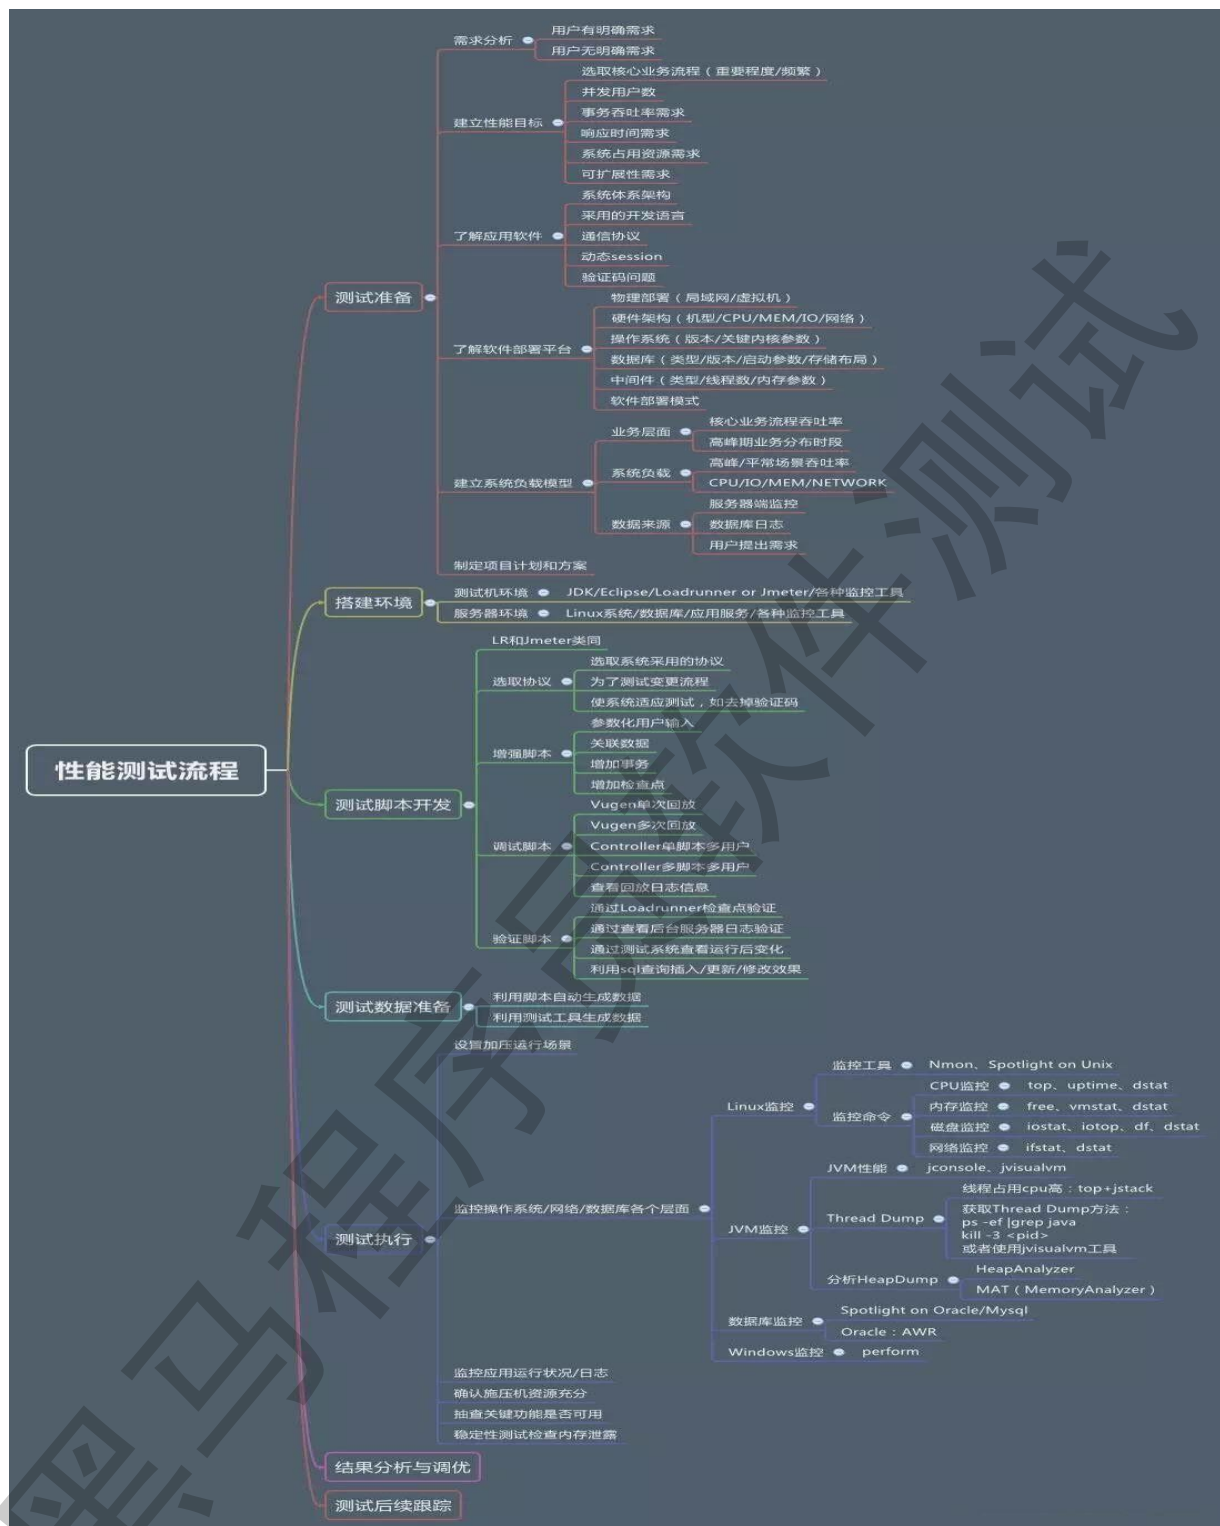 性能测试流程
测试准备
需求分析
用户有明确需求
用户无明确需求
建立性能目标
选取核心业务流程（重要程度/频繁）
并发用户数
事务吞吐率需求
响应时间需求
系统占用资源需求
可扩展性需求
了解应用软件
系统体系架构
采用的开发语言
通信协议
动态session
验证码问题
了解软件部署平台
物理部署（局域网/虚拟机）
硬件架构（机型/CPU/MEM/IO/网络）
操作系统（版本/关键内核参数）
数据库（类型/版本/启动参数/存储布局）
中间件（类型/线程数/内存参数）
软件部署模式
建立系统负载模型
业务层面
核心业务流程吞吐率
高峰期业务分布时段
系统负载
高峰/平常场景吞吐率
CPU/IO/MEM/NETWORK
数据来源
服务器端监控
数据库日志
用户提出需求
制定项目计划和方案
搭建环境
测试机环境
JDK/Eclipse/Loadrunner or Jmeter/各种监控工具
服务器环境
Linux系统/数据库/应用服务/各种监控工具
测试脚本开发
LR和Jmeter类同
选取协议
选取系统采用的协议
为了测试变更流程
使系统适应测试，如去掉验证码
增强脚本
参数化用户输入
关联数据
增加事务
增加检查点
调试脚本
Vugen单次回放
Vugen多次回放
Controller单脚本多用户
Controller多脚本多用户
查看回放日志信息
验证脚本
通过Loadrunner检查点验证
通过查看后台服务器日志验证
通过测试系统查看运行后变化
利用sql查询插入/更新/修改效果
测试数据准备
利用脚本自动生成数据
利用测试工具生成数据
测试执行
设置加压运行场景
监控操作系统/网络/数据库各个层面
Linux监控
监控工具
Nmon、Spotlight on Unix
监控命令
CPU监控
top、uptime、dstat
内存监控
free、vmstat、dstat
磁盘监控
iostat、iotop、df、dstat
网络监控
ifstat、dstat
JVM监控
JVM性能
jconsole、jvisualvm
Thread Dump
线程占用cpu高：top+jstack
获取Thread Dump方法：
ps -ef |grep java
kill -3 <pid>
或者使用jvisualvm工具
分析HeapDump
HeapAnalyzer
MAT（MemoryAnalyzer）
数据库监控
Spotlight on Oracle/Mysql
Oracle：AWR
Windows监控
perform
监控应用运行状况/日志
确认施压机资源充分
抽查关键功能是否可用
稳定性测试检查内存泄露
结果分析与调优
测试后续跟踪
黑马程序员软件测试